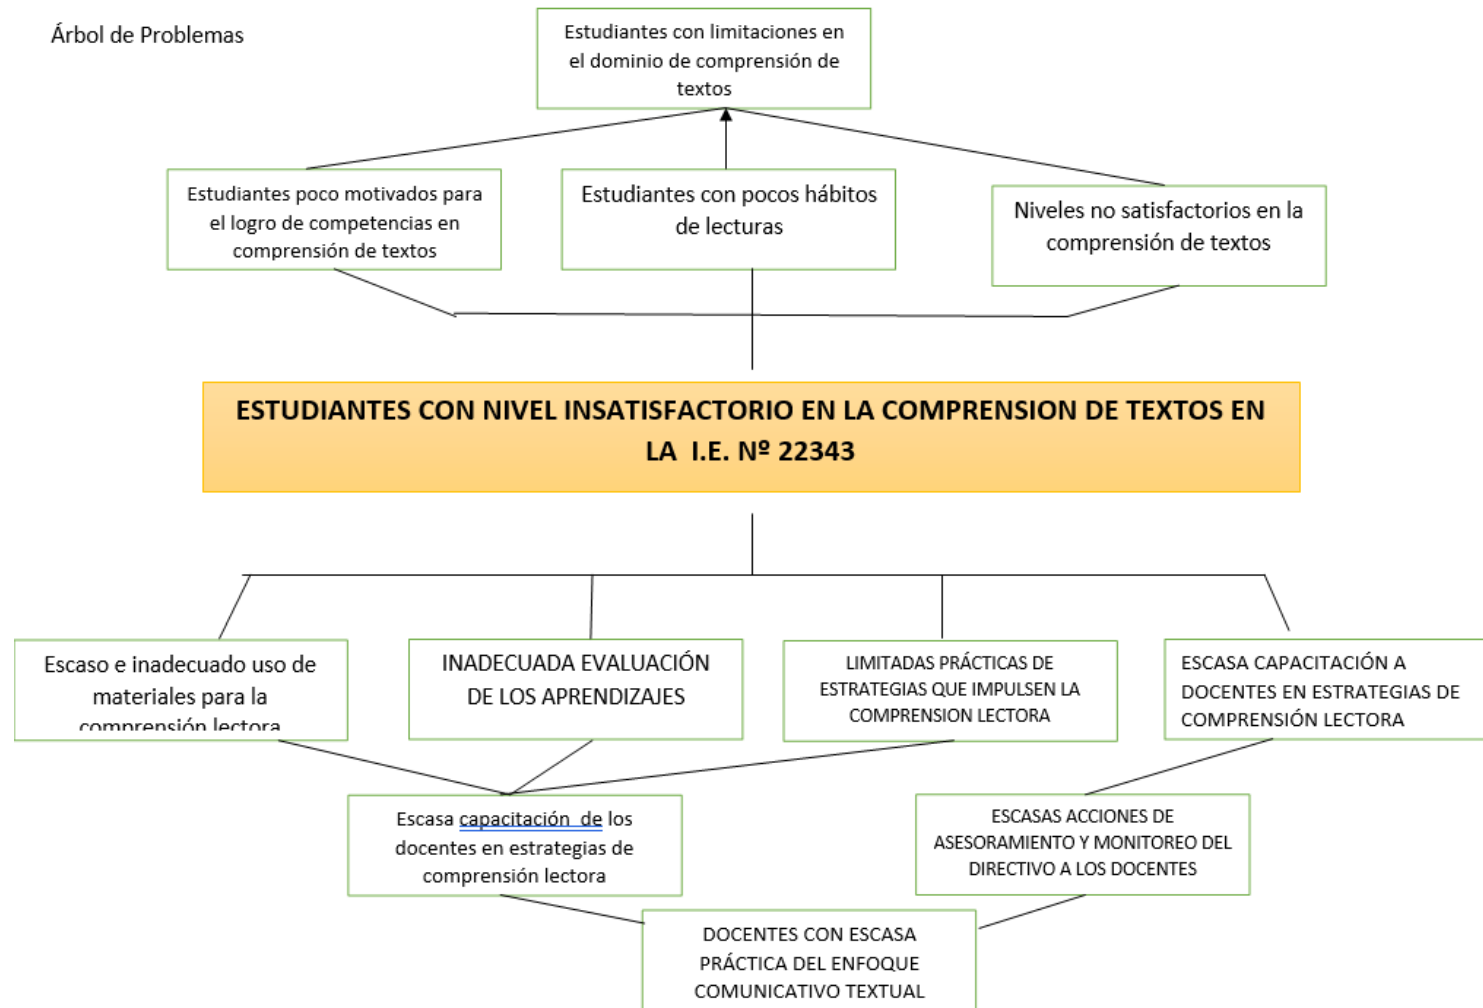 Árbol de Problemas
Estudiantes con limitaciones en
el dominio de comprensión de
textos
Estudiantes poco motivados para
el logro de competencias en
comprensión de textos
Estudiantes con pocos hábitos
de lecturas
Niveles no satisfactorios en la
comprensión de textos
ESTUDIANTES CON NIVEL INSATISFACTORIO EN LA COMPRENSION DE TEXTOS EN
LA I.E. Nº 22343
Escaso e inadecuado uso de
materiales para la
comprensión lectora
INADECUADA EVALUACIÓN
DE LOS APRENDIZAJES
LIMITADAS PRÁCTICAS DE
ESTRATEGIAS QUE IMPULSEN LA
COMPRENSION LECTORA
ESCASA CAPACITACIÓN A
DOCENTES EN ESTRATEGIAS DE
COMPRENSIÓN LECTORA
Escasa capacitación de los
docentes en estrategias de
comprensión lectora
ESCASAS ACCIONES DE
ASESORAMIENTO Y MONITOREO DEL
DIRECTIVO A LOS DOCENTES
DOCENTES CON ESCASA
PRÁCTICA DEL ENFOQUE
COMUNICATIVO TEXTUAL